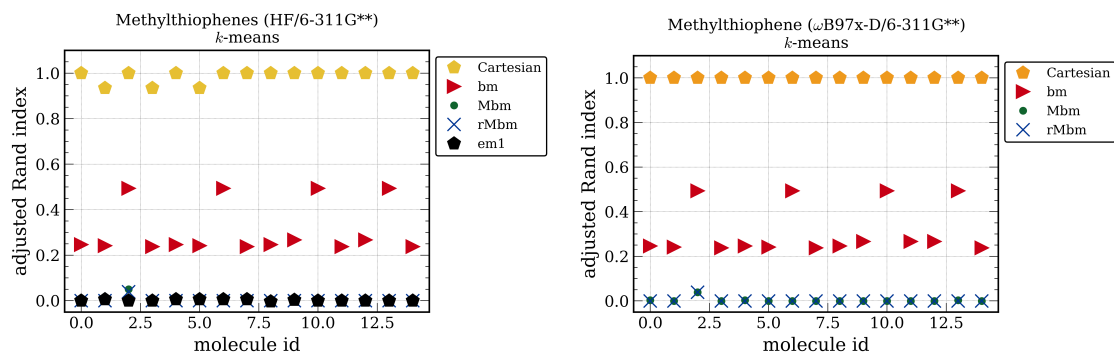 Methylthiophenes (HF/6-311G**)
k-means
adjusted Rand index
1.0
0.8
0.6
0.4
0.2
0.0
0.0 2.5 5.0 7.5 10.0 12.5
molecule id
Cartesian
bm
Mbm
rMbm
em1
Methylthiophene (ωB97x-D/6-311G**)
k-means
adjusted Rand index
1.0
0.8
0.6
0.4
0.2
0.0
0.0 2.5 5.0 7.5 10.0 12.5
molecule id
Cartesian
bm
Mbm
rMbm